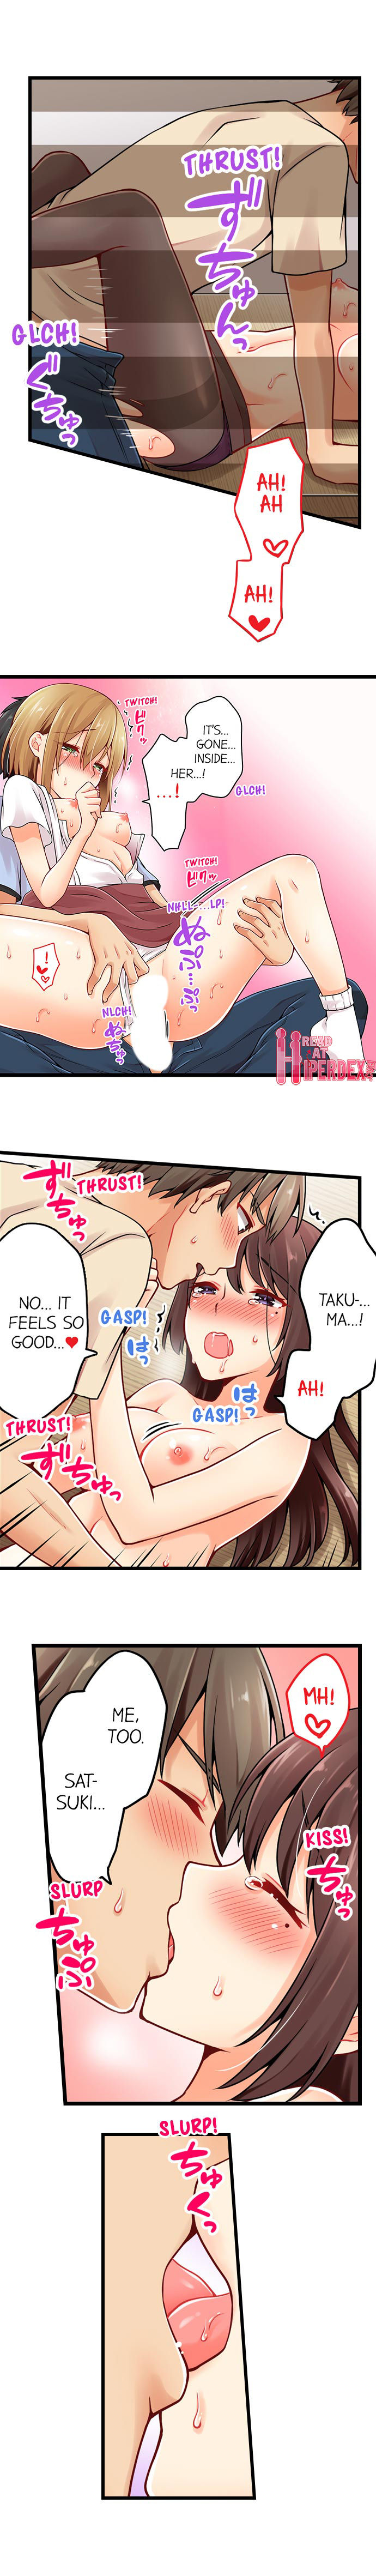 THRUST!
ずちゅんっ
GLCH!
ぐちゅっ
AH!
AH
AH!
TWITCH!
ビクッ
IT'S...
GONE...
INSIDE...
HER...!
...!
GLCH!
TWITCH!
ビクッ
NHLL...LP!
ぬぷ...ぷっ
!
NLCH!
ぬちゅっ
READ
AT
HIPERDEX
THRUST!
ずちゅっ
TAKU-...
MA...!
NO... IT
FEELS SO
GOOD...♥
GASP!
はっ
AH!
GASP!
はっ
THRUST!
ずちゅっ
MH!
ME,
TOO.
SAT-
SUKI...
KISS!
ちゅっ
SLURP
ちゅぷ
SLURP!
ちゅくっ